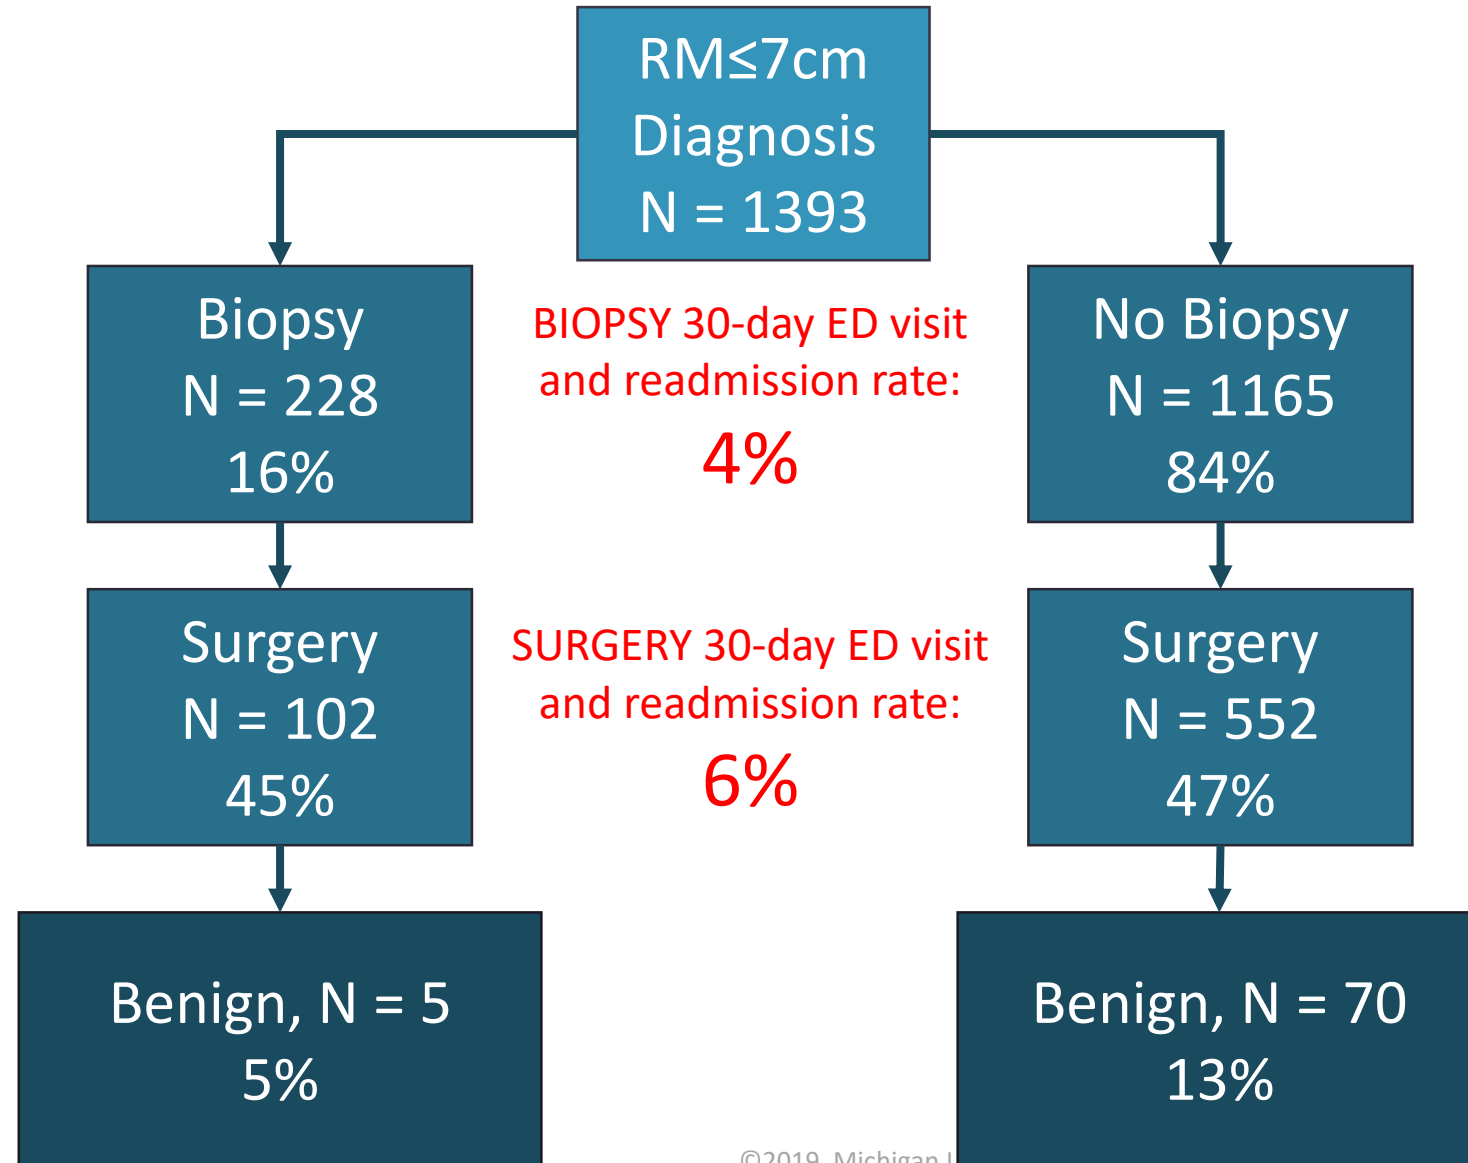 RM≤7cm
Diagnosis
N = 1393
Biopsy
N = 228
16%
BIOPSY 30-day ED visit
and readmission rate:
4%
No Biopsy
N = 1165
84%
Surgery
N = 102
45%
SURGERY 30-day ED visit
and readmission rate:
6%
Surgery
N = 552
47%
Benign, N = 5
5%
Benign, N = 70
13%
©2019 Michigan